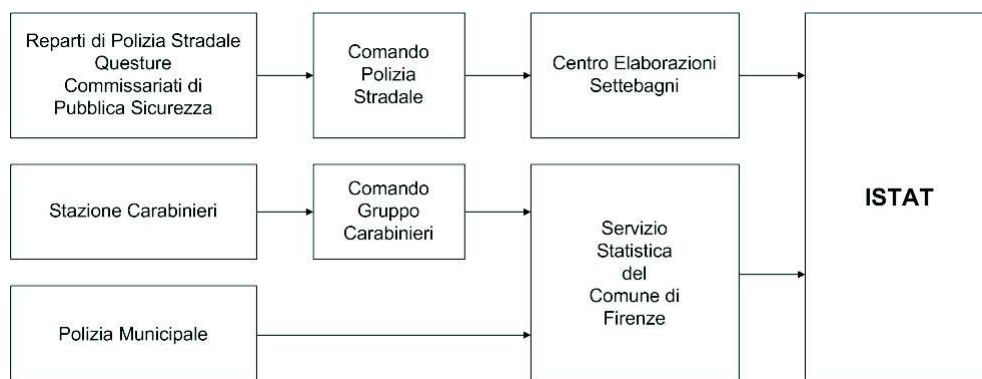 Reparti di Polizia Stradale
Questure
Commissariati di
Pubblica Sicurezza
Comando
Polizia
Stradale
Centro Elaborazioni
Settebagni
ISTAT
Stazione Carabinieri
Comando
Gruppo
Carabinieri
Servizio
Statistica
del
Comune di
Firenze
Polizia Municipale